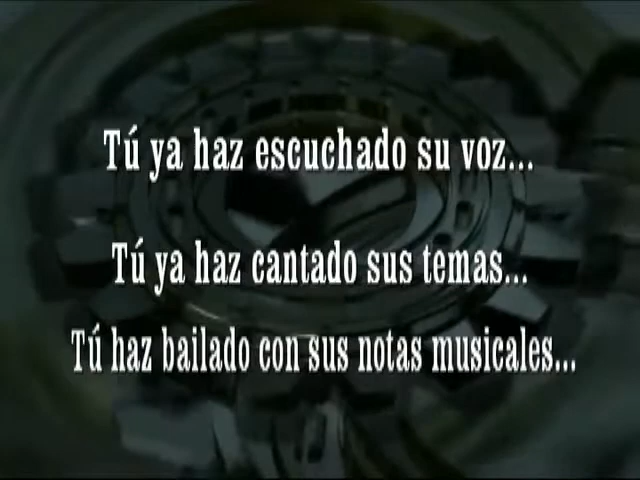 Tú ya haz escuchado su voz...
Tú ya haz cantado sus temas...
Tú haz bailado con sus notas musicales...